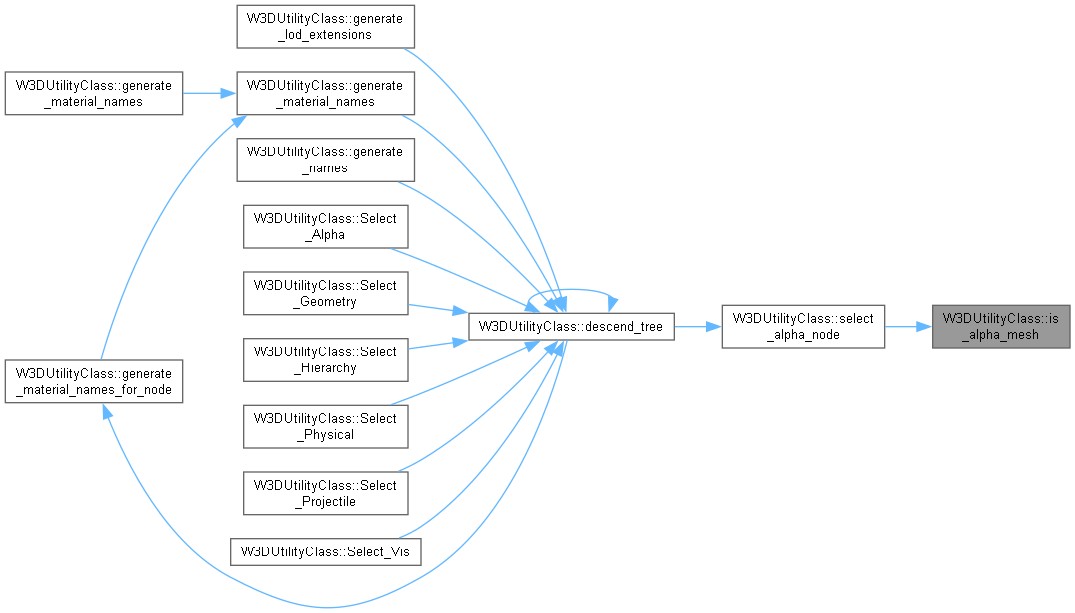 W3DUtilityClass::generate
_lod_extensions
W3DUtilityClass::generate
_material_names
W3DUtilityClass::generate
_material_names
W3DUtilityClass::generate
_names
W3DUtilityClass::Select
_Alpha
W3DUtilityClass::Select
_Geometry
W3DUtilityClass::descend_tree
W3DUtilityClass::select
_alpha_node
W3DUtilityClass::is
_alpha_mesh
W3DUtilityClass::Select
_Hierarchy
W3DUtilityClass::generate
_material_names_for_node
W3DUtilityClass::Select
_Physical
W3DUtilityClass::Select
_Projectile
W3DUtilityClass::Select_Vis